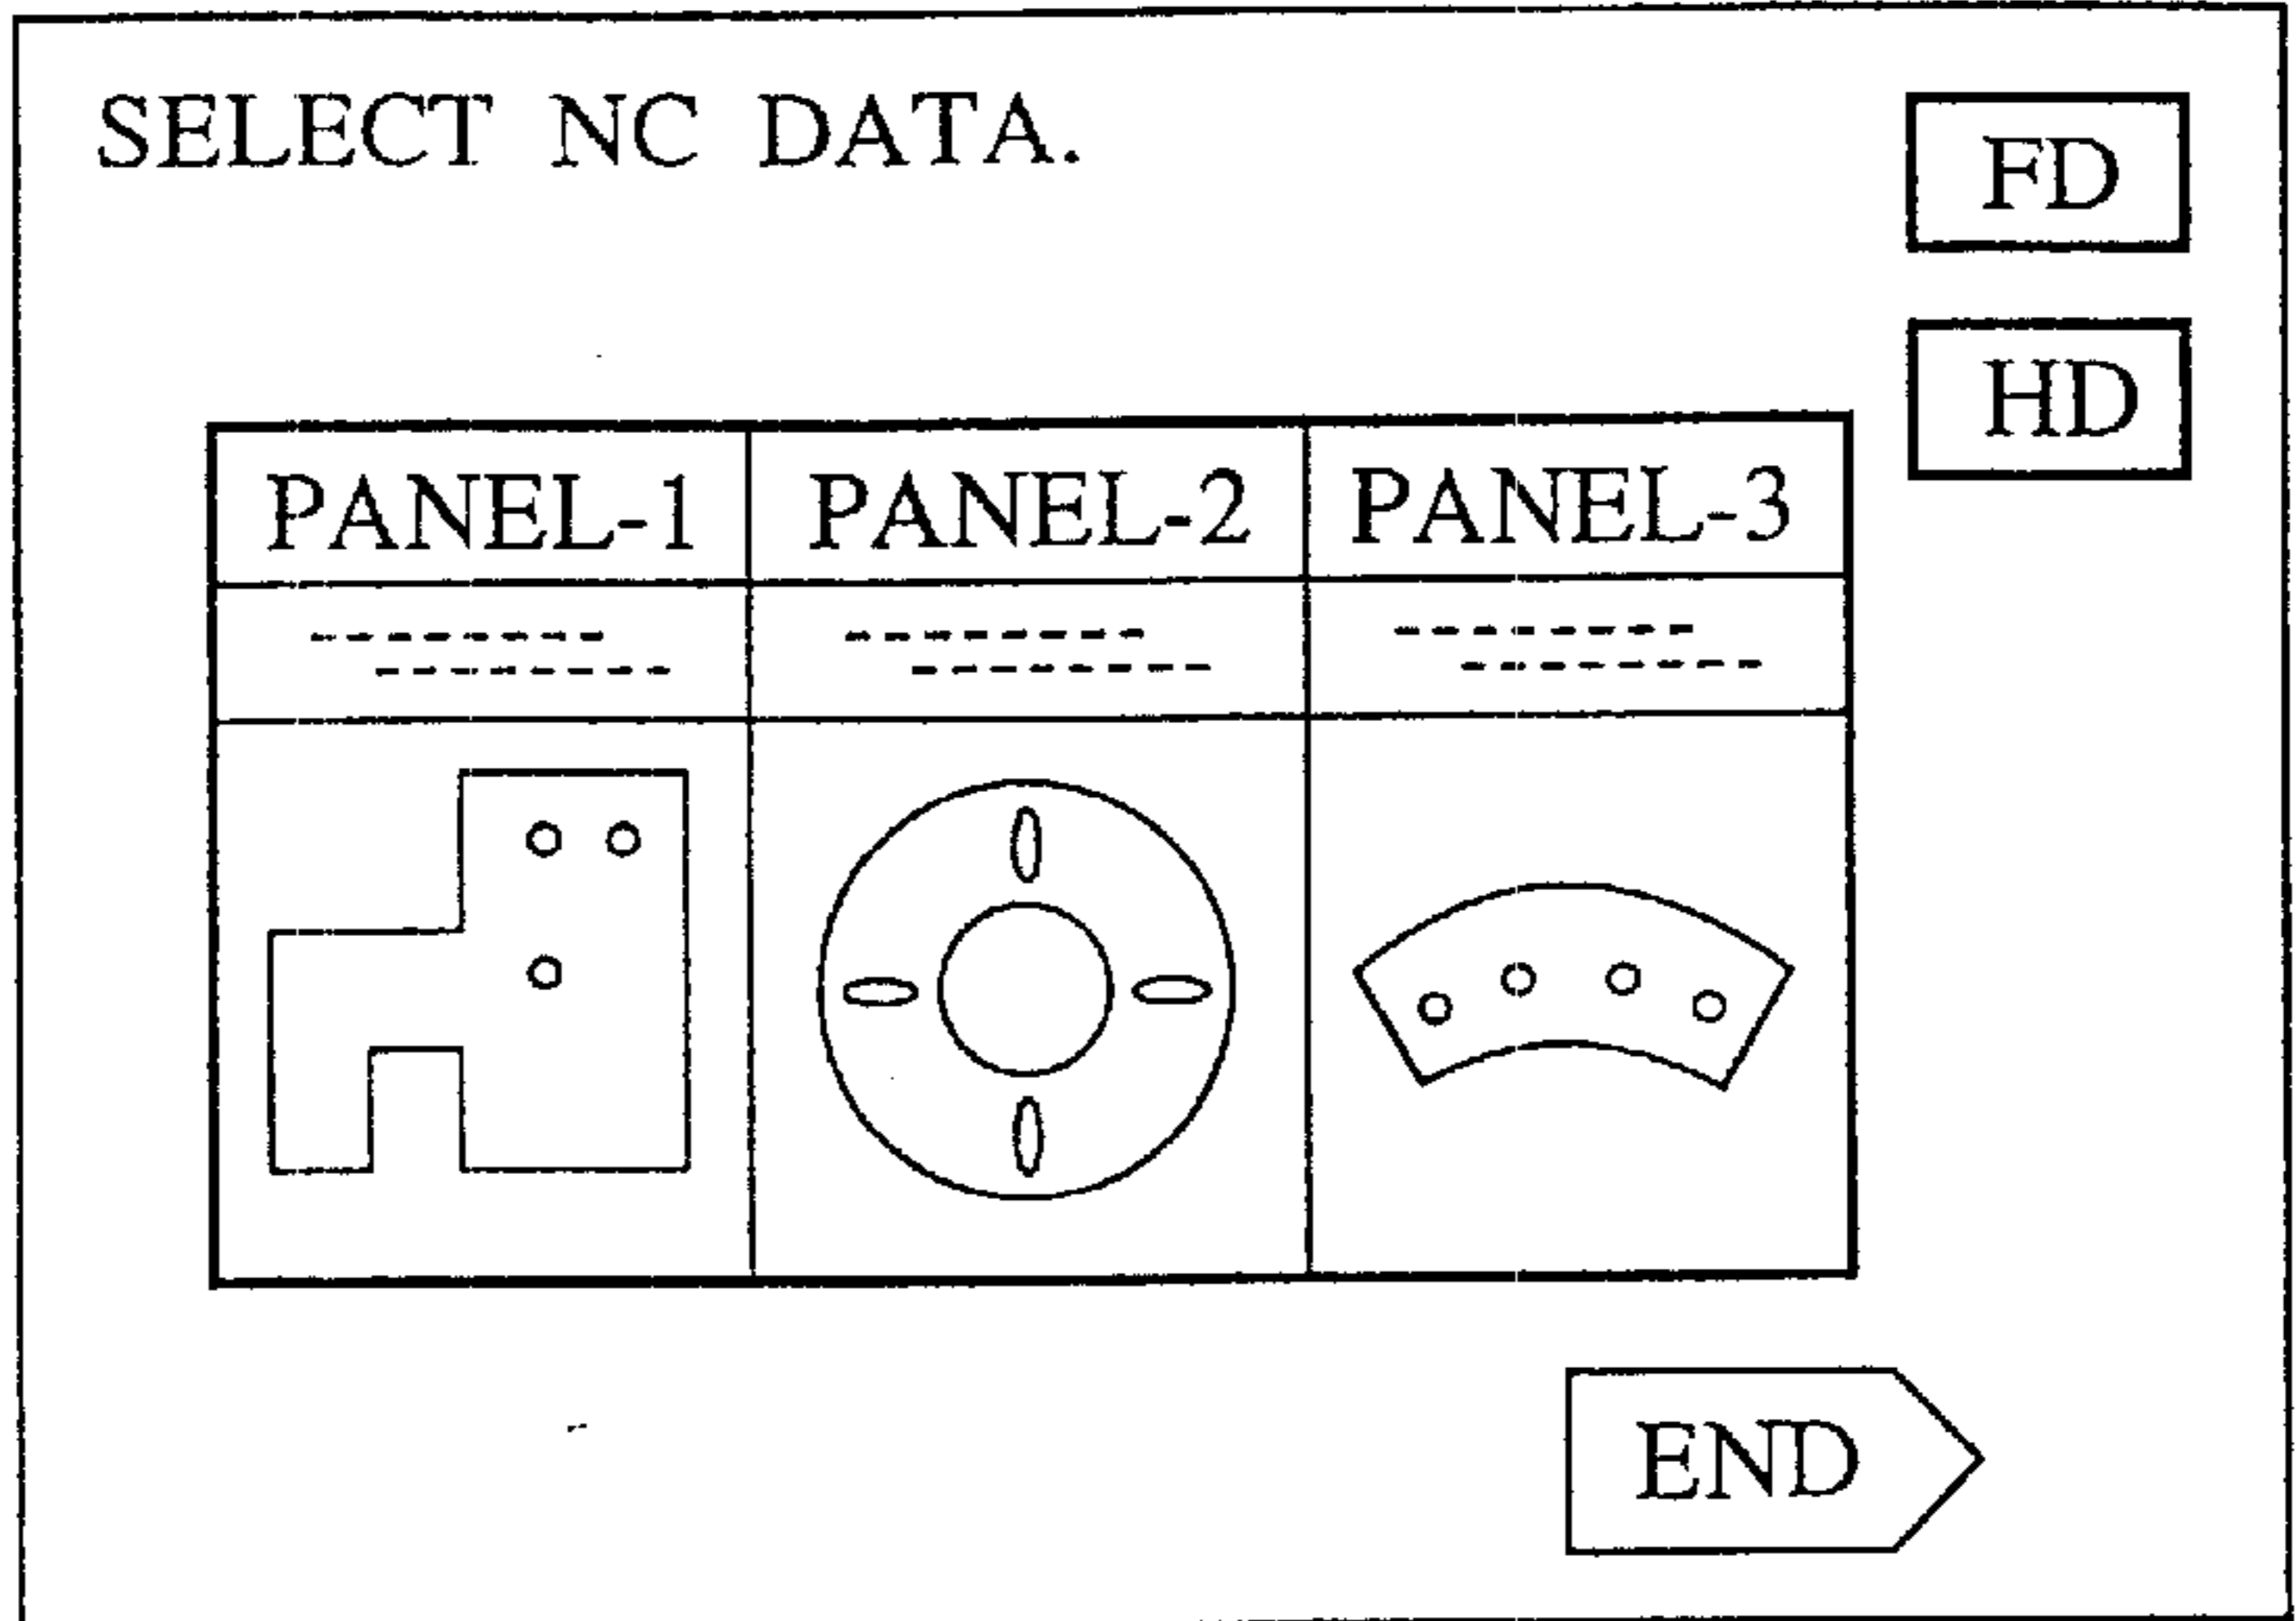 SELECT NC DATA.
FD
HD
PANEL-1 PANEL-2 PANEL-3
END